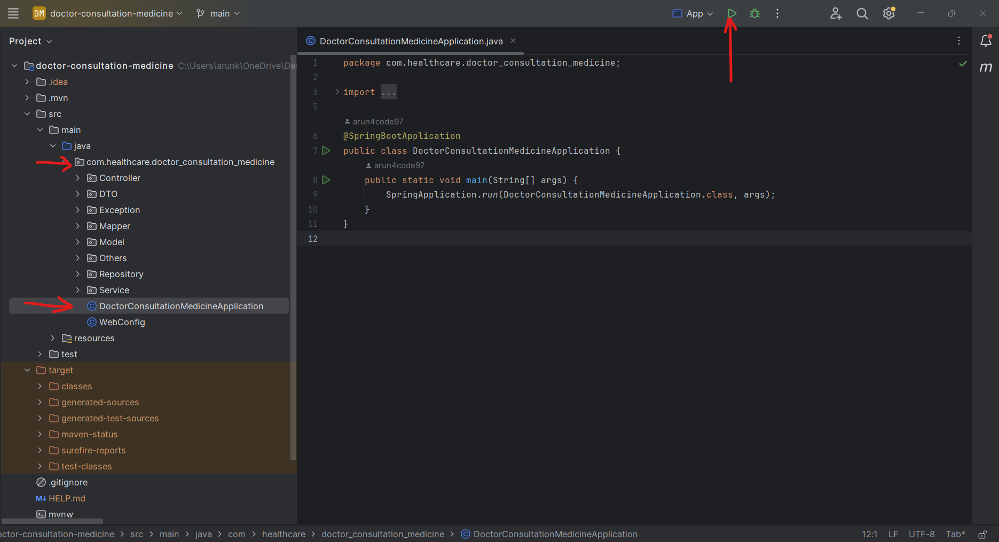 DM doctor-consultation-medicine main App
Project
DoctorConsultationMedicineApplication.java
doctor-consultation-medicine C:\Users\arunk\OneDrive\De
.idea
.mvn
src
main
java
com.healthcare.doctor_consultation_medicine
Controller
DTO
Exception
Mapper
Model
Others
Repository
Service
DoctorConsultationMedicineApplication
WebConfig
resources
test
target
classes
generated-sources
generated-test-sources
maven-status
surefire-reports
test-classes
.gitignore
M↓ HELP.md
mvnw
1 package com.healthcare.doctor_consultation_medicine;
2
3 import ...
5
arun4code97
6 @SpringBootApplication
7 public class DoctorConsultationMedicineApplication {
arun4code97
8 public static void main(String[] args) {
9 SpringApplication.run(DoctorConsultationMedicineApplication.class, args);
10 }
11 }
12
m
octor-consultation-medicine > src > main > java > com > healthcare > doctor_consultation_medicine > DoctorConsultationMedicineApplication 12:1 LF UTF-8 Tab*